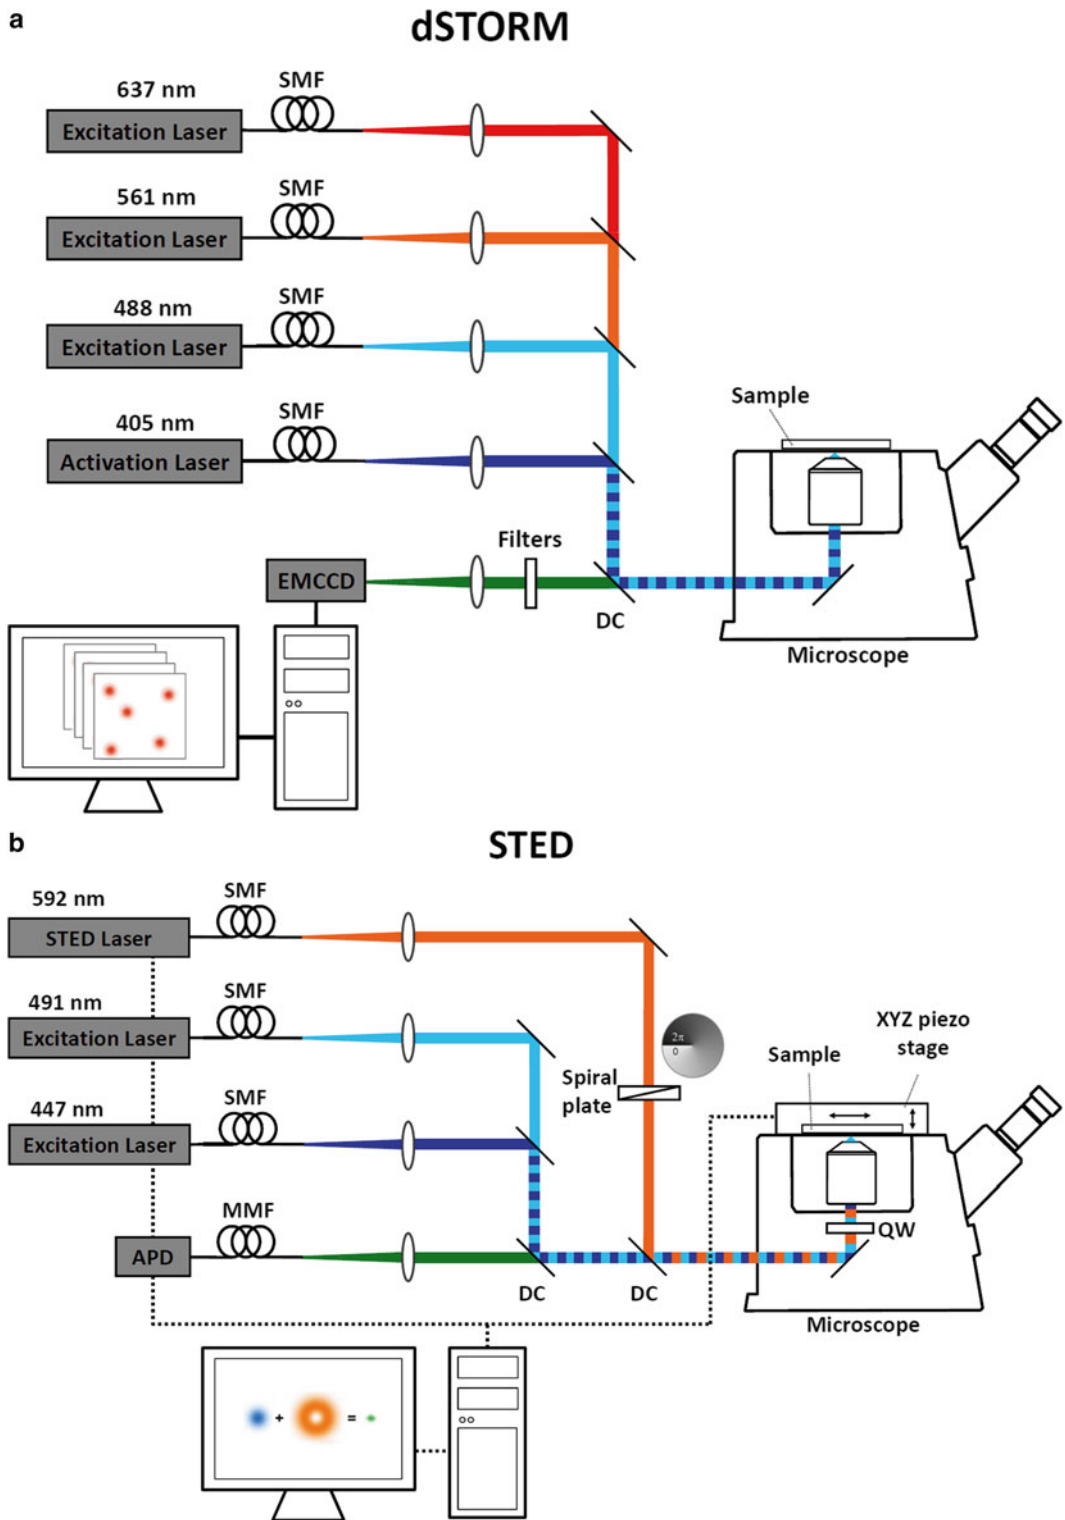 a
dSTORM
637 nm
SMF
Excitation Laser
561 nm
SMF
Excitation Laser
488 nm
SMF
Excitation Laser
405 nm
SMF
Activation Laser
Sample
Filters
EMCCD
DC
Microscope
b
STED
592 nm
SMF
STED Laser
491 nm
SMF
Excitation Laser
XYZ piezo
stage
2π
0
Sample
Spiral
plate
447 nm
SMF
Excitation Laser
MMF
APD
QW
DC
DC
Microscope
+
=